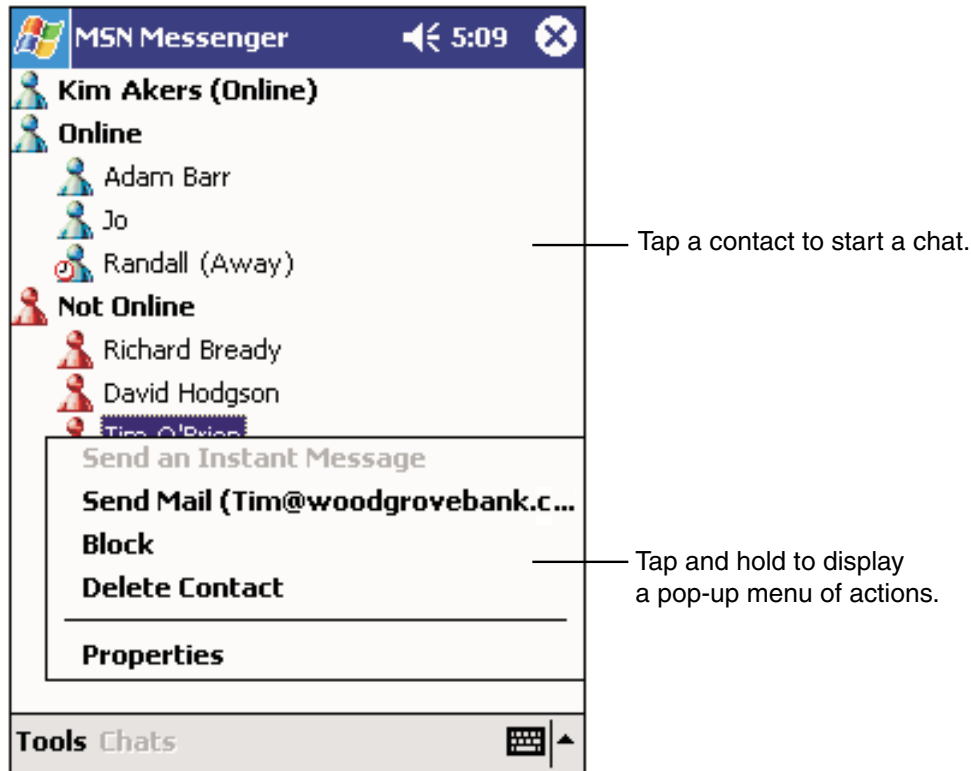 MSN Messenger 5:09
Kim Akers (Online)
Online
Adam Barr
Jo
Randall (Away)
Tap a contact to start a chat.
Not Online
Richard Bready
David Hodgson
Tim O'Brien
Send an Instant Message
Send Mail (Tim@woodgrovebank.c...
Block
Delete Contact
Tap and hold to display
a pop-up menu of actions.
Properties
Tools Chats